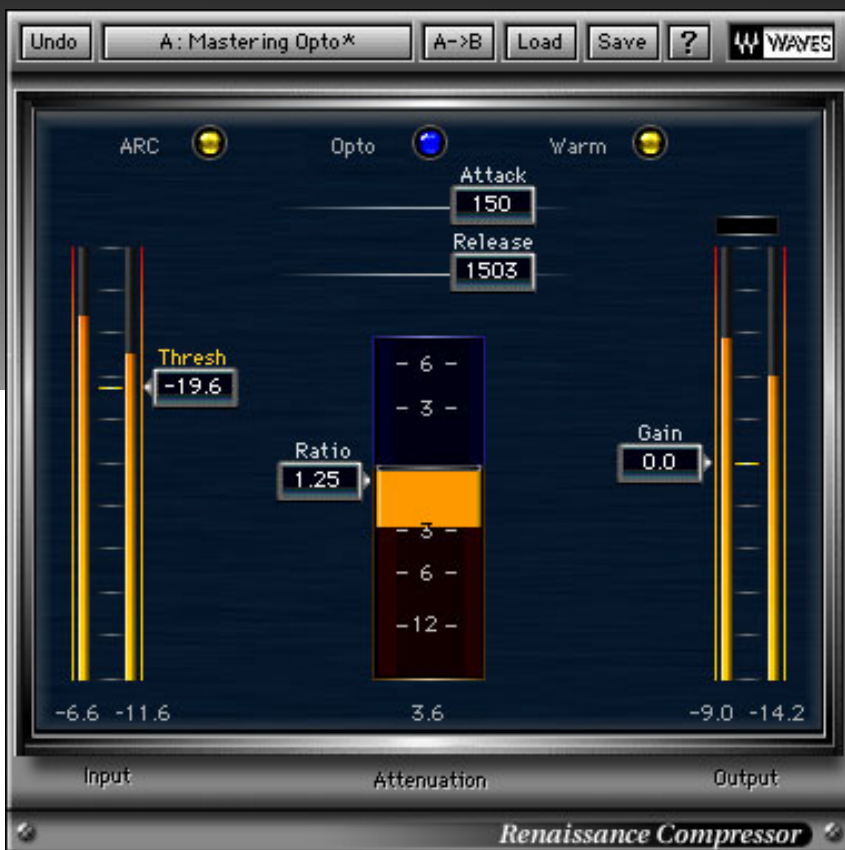 Undo A: Mastering Opto* A->B Load Save ? WAVES
ARC Opto Warm
Attack
150
Release
1503
Thresh
-19.6
- 6 -
- 3 -
Ratio
1.25
Gain
0.0
- 3 -
- 6 -
-12 -
-6.6 -11.6 3.6 -9.0 -14.2
Input Attenuation Output
Renaissance Compressor